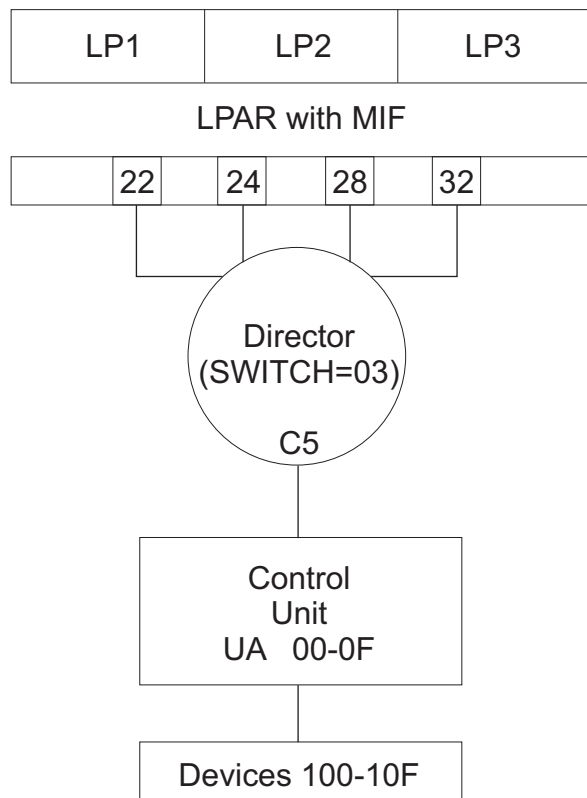 LP1 LP2 LP3
LPAR with MIF
22 24 28 32
Director
(SWITCH=03)
C5
Control
Unit
UA 00-0F
Devices 100-10F